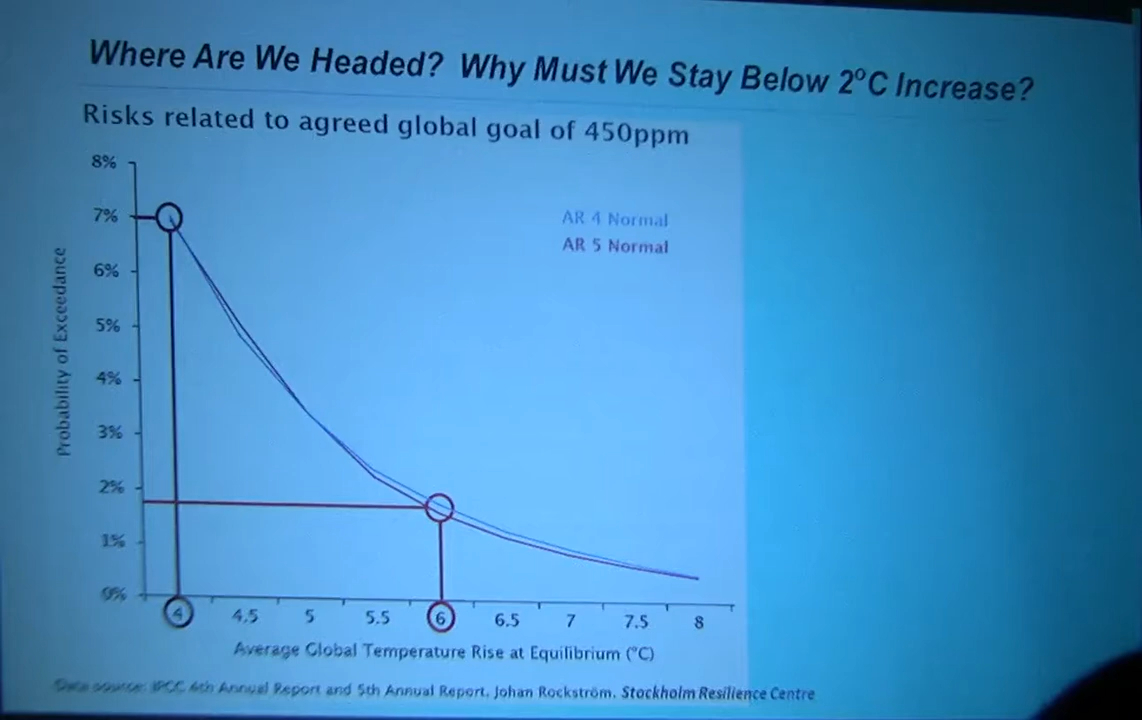 Where Are We Headed? Why Must We Stay Below 2°C Increase?
Risks related to agreed global goal of 450ppm
8%
7%
6%
5%
4%
3%
2%
1%
0%
Probability of Exceedance
AR 4 Normal
AR 5 Normal
4 4.5 5 5.5 6 6.5 7 7.5 8
Average Global Temperature Rise at Equilibrium (°C)
Data source: IPCC 4th Annual Report and 5th Annual Report. Johan Rockström. Stockholm Resilience Centre